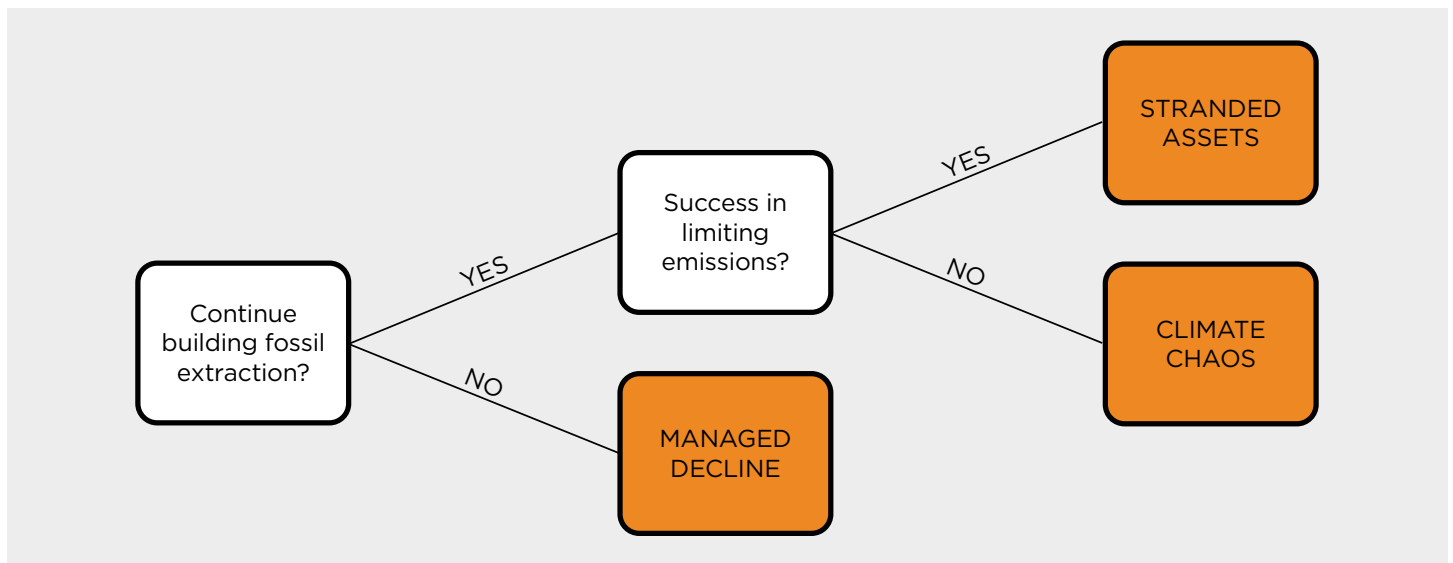 Continue
building fossil
extraction?
YES
NO
Success in
limiting
emissions?
MANAGED
DECLINE
YES
NO
STRANDED
ASSETS
CLIMATE
CHAOS